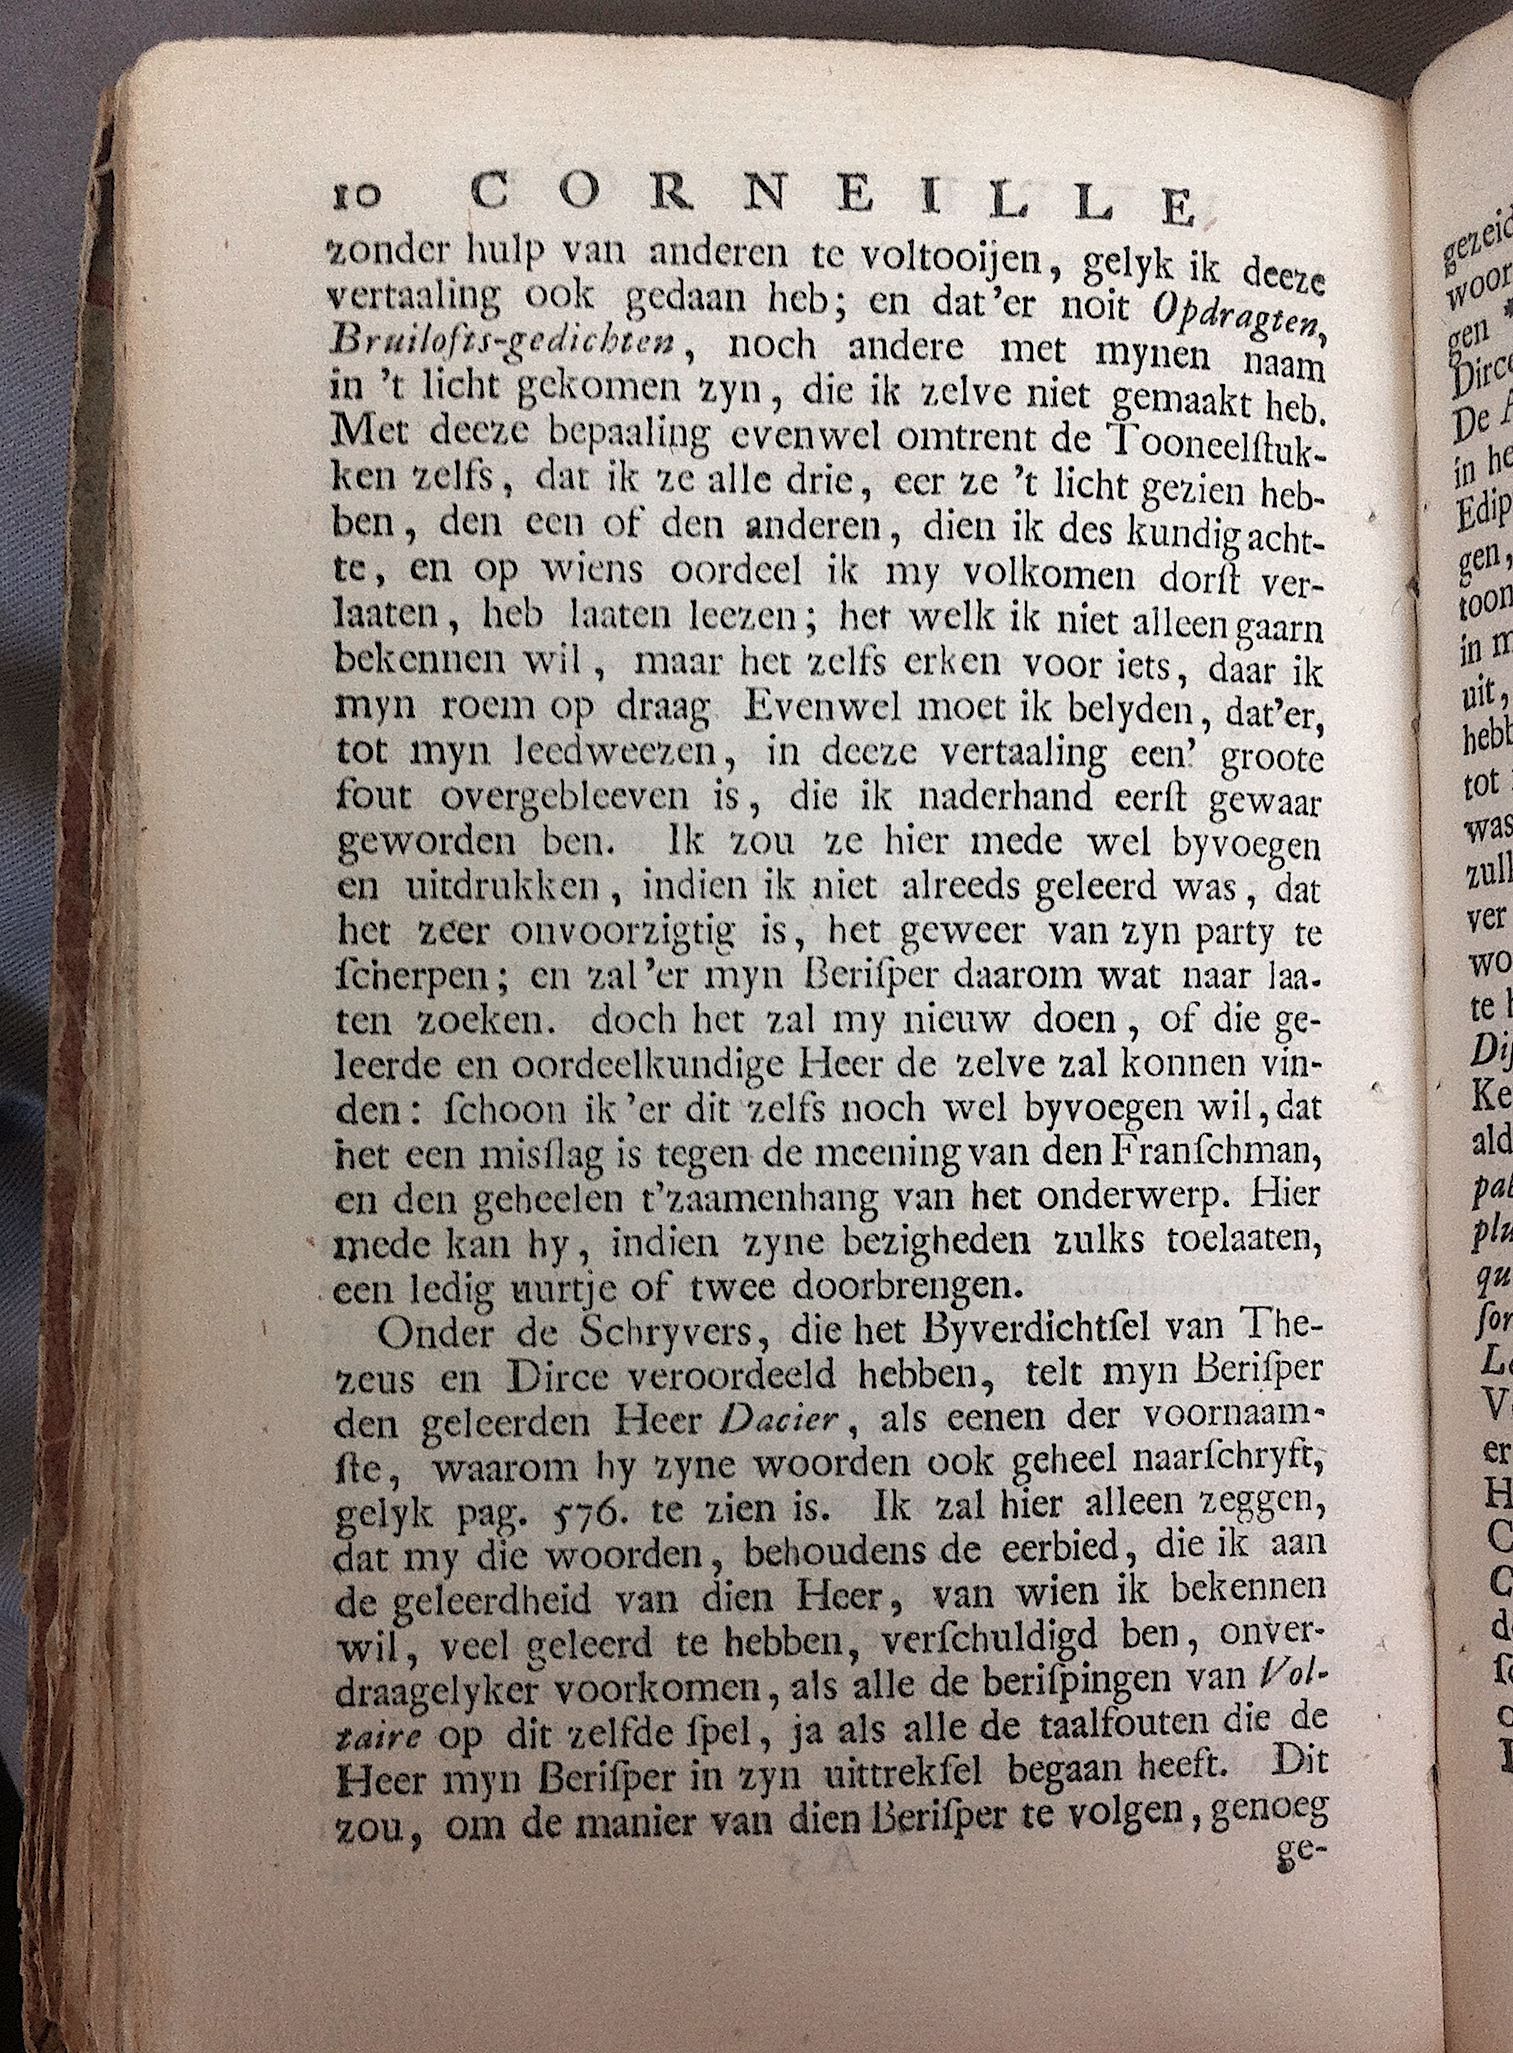 10 CORNEILLE
zonder hulp van anderen te voltooijen, gelyk ik deeze
vertaaling ook gedaan heb; en dat'er noit Opdragten,
Bruilofts-gedichten, noch andere met mynen naam
in 't licht gekomen zyn, die ik zelve niet gemaakt heb.
Met deeze bepaaling evenwel omtrent de Tooneelſtuk-
ken zelfs, dat ik ze alle drie, eer ze 't licht gezien heb-
ben, den een of den anderen, dien ik des kundig acht-
te, en op wiens oordeel ik my volkomen dorſt ver-
laaten, heb laaten leezen; het welk ik niet alleen gaarn
bekennen wil, maar het zelfs erken voor iets, daar ik
myn roem op draag Evenwel moet ik belyden, dat'er,
tot myn leedweezen, in deeze vertaaling een' groote
fout overgebleeven is, die ik naderhand eerſt gewaar
geworden ben. Ik zou ze hier mede wel byvoegen
en uitdrukken, indien ik niet alreeds geleerd was, dat
het zeer onvoorzigtig is, het geweer van zyn party te
ſcherpen; en zal'er myn Beriſper daarom wat naar laa-
ten zoeken. doch het zal my nieuw doen, of die ge-
leerde en oordeelkundige Heer de zelve zal konnen vin-
den: ſchoon ik'er dit zelfs noch wel byvoegen wil, dat
het een misſlag is tegen de meening van den Franſchman,
en den geheelen t'zaamenhang van het onderwerp. Hier
mede kan hy, indien zyne bezigheden zulks toelaaten,
een ledig uurtje of twee doorbrengen.
Onder de Schryvers, die het Byverdichtſel van The-
zeus en Dirce veroordeeld hebben, telt myn Beriſper
den geleerden Heer Dacier, als eenen der voornaam-
ſte, waarom hy zyne woorden ook geheel naarſchryft,
gelyk pag. 576. te zien is. Ik zal hier alleen zeggen,
dat my die woorden, behoudens de eerbied, die ik aan
de geleerdheid van dien Heer, van wien ik bekennen
wil, veel geleerd te hebben, verſchuldigd ben, onver-
draagelyker voorkomen, als alle de beriſpingen van Vol-
taire op dit zelfde ſpel, ja als alle de taalfouten die de
Heer myn Beriſper in zyn uittrekſel begaan heeft. Dit
zou, om de manier van dien Beriſper te volgen, genoeg
ge-